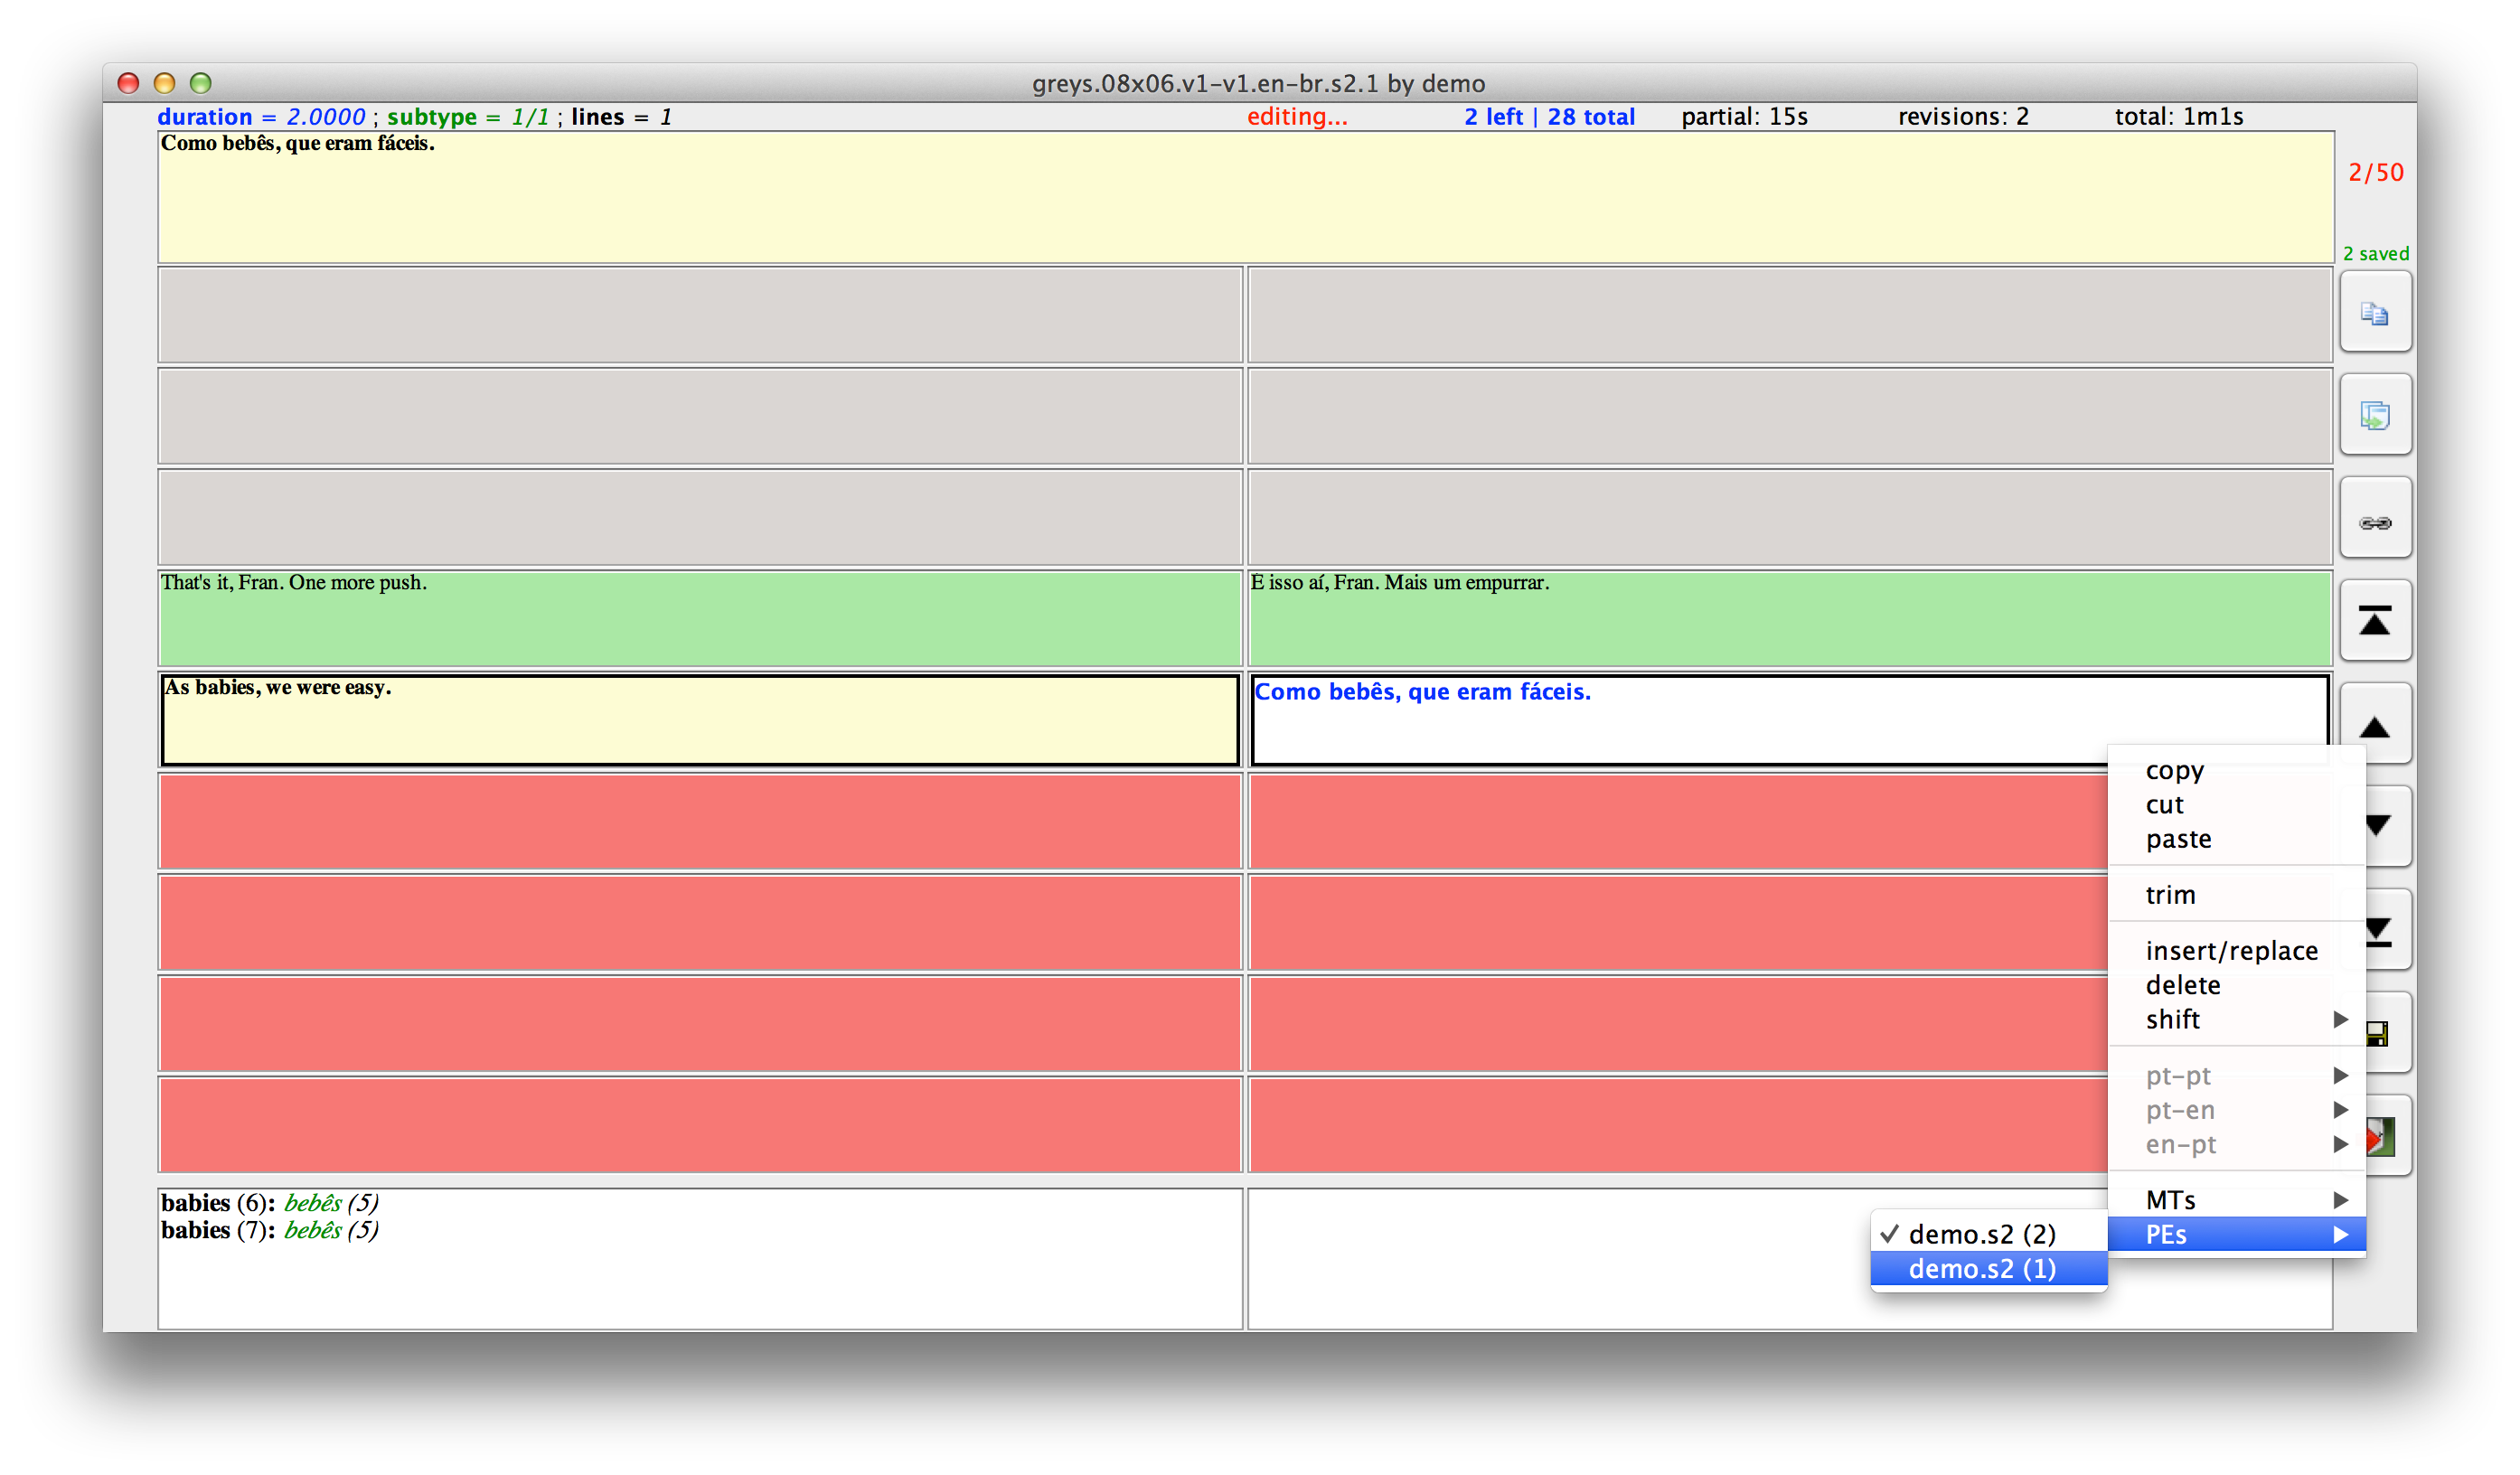 greys.08x06.v1-v1.en-br.s2.1 by demo
duration = 2.0000 ; subtype = 1/1 ; lines = 1
editing...
2 left | 28 total
partial: 15s
revisions: 2
total: 1m1s
Como bebês, que eram fáceis.
2/50
2 saved
That's it, Fran. One more push.
É isso aí, Fran. Mais um empurrar.
As babies, we were easy.
Como bebês, que eram fáceis.
copy
cut
paste
trim
insert/replace
delete
shift
pt-pt
pt-en
en-pt
MTs
PEs
demo.s2 (2)
demo.s2 (1)
babies (6): bebês (5)
babies (7): bebês (5)